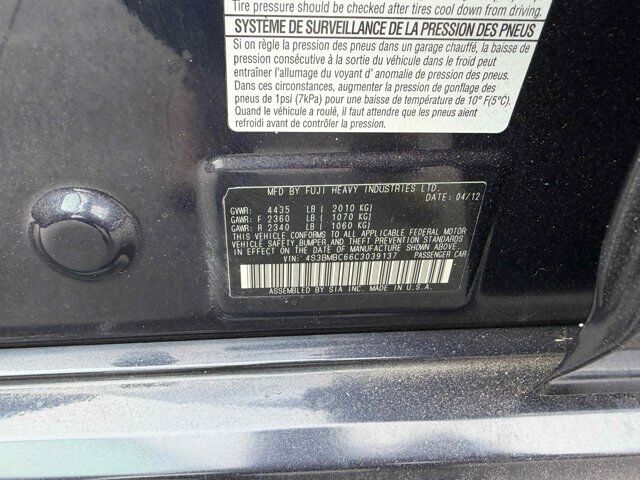 Tire pressure should be checked after tires cool down from driving.
SYSTÈME DE SURVEILLANCE DE LA PRESSION DES PNEUS
Si on règle la pression des pneus dans un garage chauffé, la baisse de
pression consécutive à la sortie du véhicule dans le froid peut
entraîner l'allumage du voyant d' anomalie de pression des pneus.
Dans ces circonstances, augmenter la pression de gonflage des
pneus de 1psi (7kPa) pour une baisse de température de 10° F(5°C).
Quand le véhicule a roulé, il faut attendre que les pneus aient
refroidi avant de contrôler la pression.
MFD BY FUJI HEAVY INDUSTRIES LTD.
DATE: 04/12
GVWR: 4435 LB ( 2010 KG)
GAWR: F 2360 LB ( 1070 KG)
GAWR: R 2340 LB ( 1060 KG)
THIS VEHICLE CONFORMS TO ALL APPLICABLE FEDERAL MOTOR
VEHICLE SAFETY, BUMPER, AND THEFT PREVENTION STANDARDS
IN EFFECT ON THE DATE OF MANUFACTURE SHOWN ABOVE.
VIN: 4S3BMBC66C3039137 PASSENGER CAR
ASSEMBLED BY SIA INC. MADE IN U.S.A.